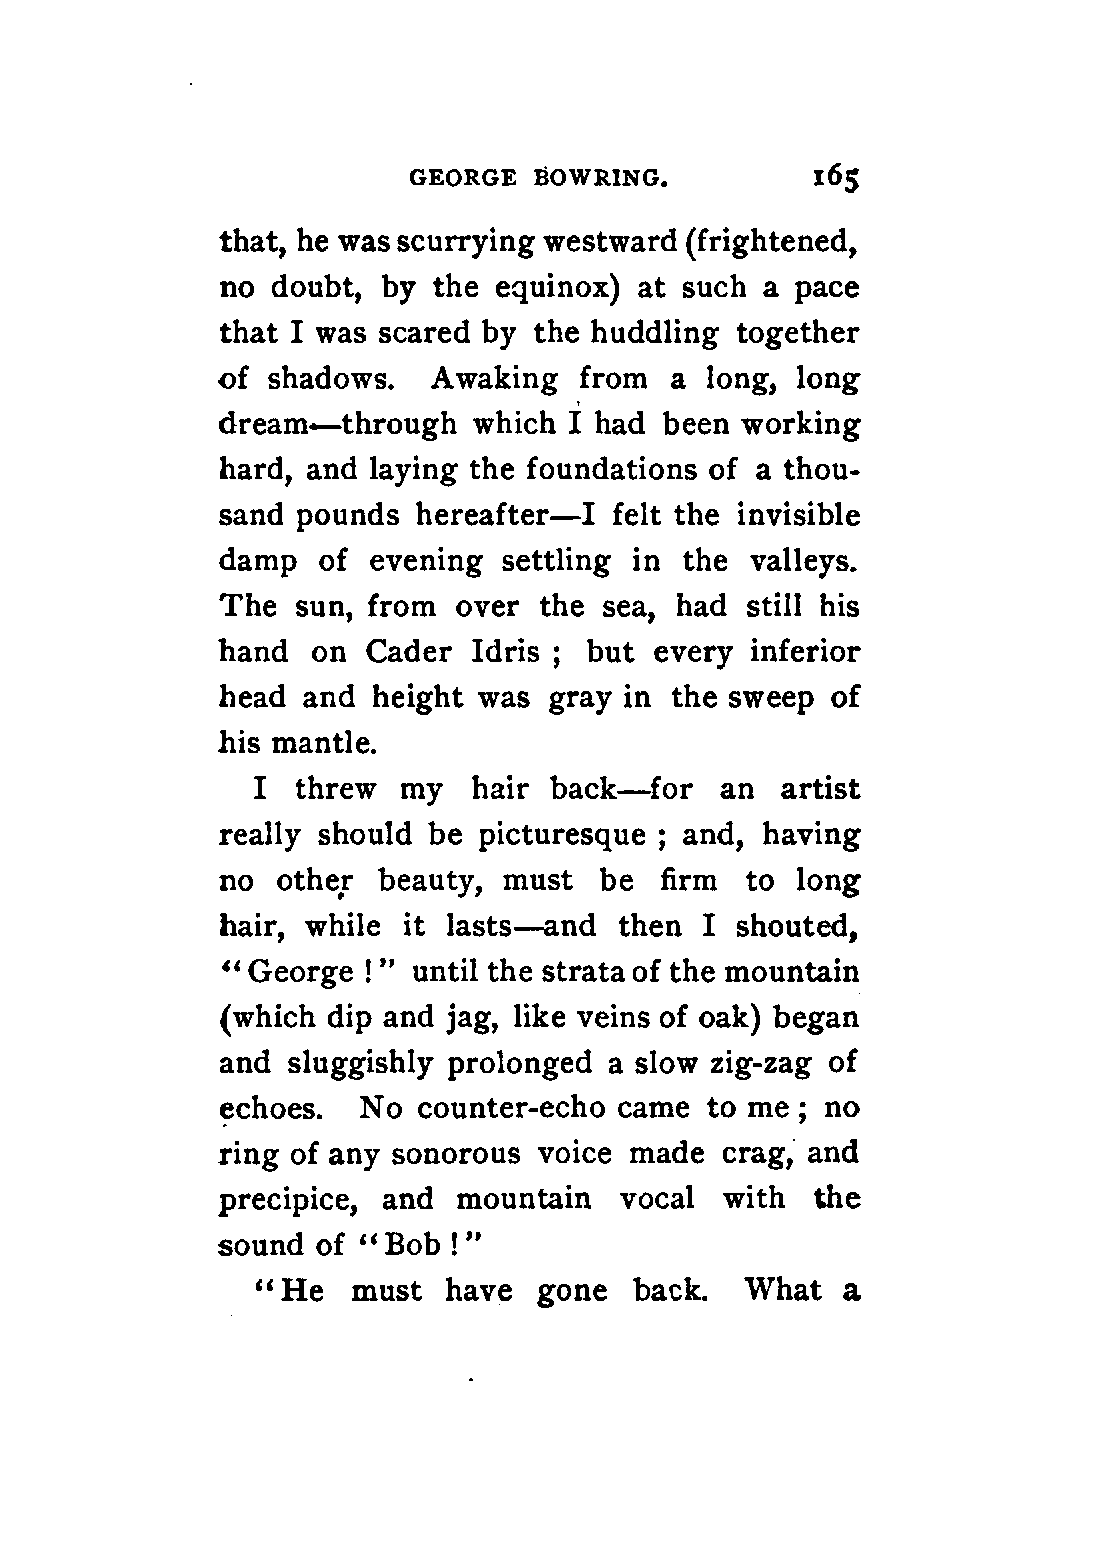 GEORGE BOWRING. 165
that, he was scurrying westward (frightened,
no doubt, by the equinox) at such a pace
that I was scared by the huddling together
of shadows. Awaking from a long, long
dream—through which I had been working
hard, and laying the foundations of a thou-
sand pounds hereafter—I felt the invisible
damp of evening settling in the valleys.
The sun, from over the sea, had still his
hand on Cader Idris ; but every inferior
head and height was gray in the sweep of
his mantle.
I threw my hair back—for an artist
really should be picturesque ; and, having
no other beauty, must be firm to long
hair, while it lasts—and then I shouted,
“ George ! ” until the strata of the mountain
(which dip and jag, like veins of oak) began
and sluggishly prolonged a slow zig-zag of
echoes. No counter-echo came to me ; no
ring of any sonorous voice made crag, and
precipice, and mountain vocal with the
sound of “ Bob ! ”
“ He must have gone back. What a